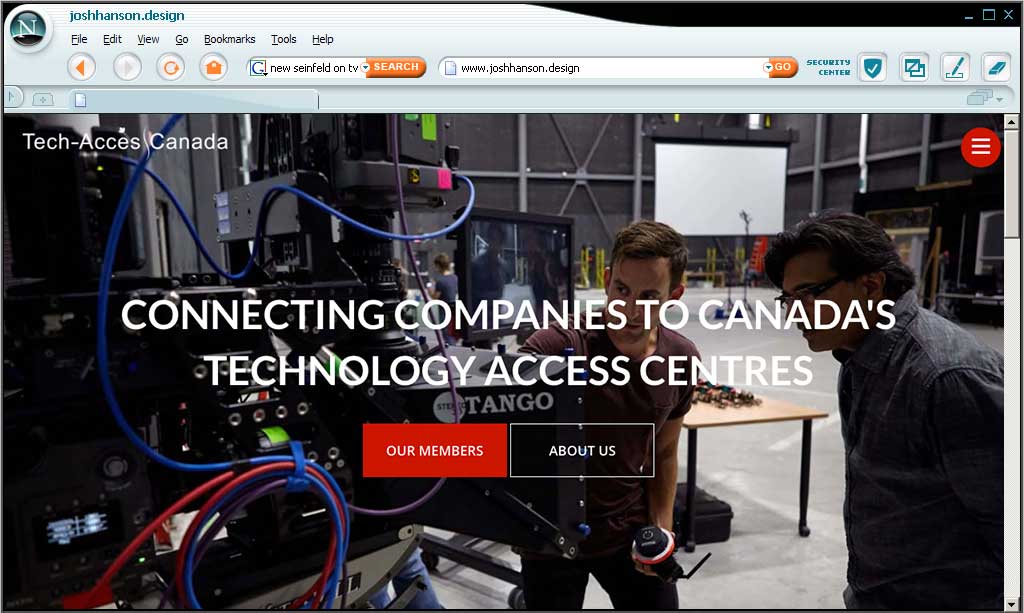 joshhanson.design
N
File Edit View Go Bookmarks Tools Help
G new seinfeld on tv SEARCH
www.joshhanson.design GO
SECURITY
CENTER
Tech-Accès Canada
CONNECTING COMPANIES TO CANADA'S
TECHNOLOGY ACCESS CENTRES
TANGO
OUR MEMBERS ABOUT US